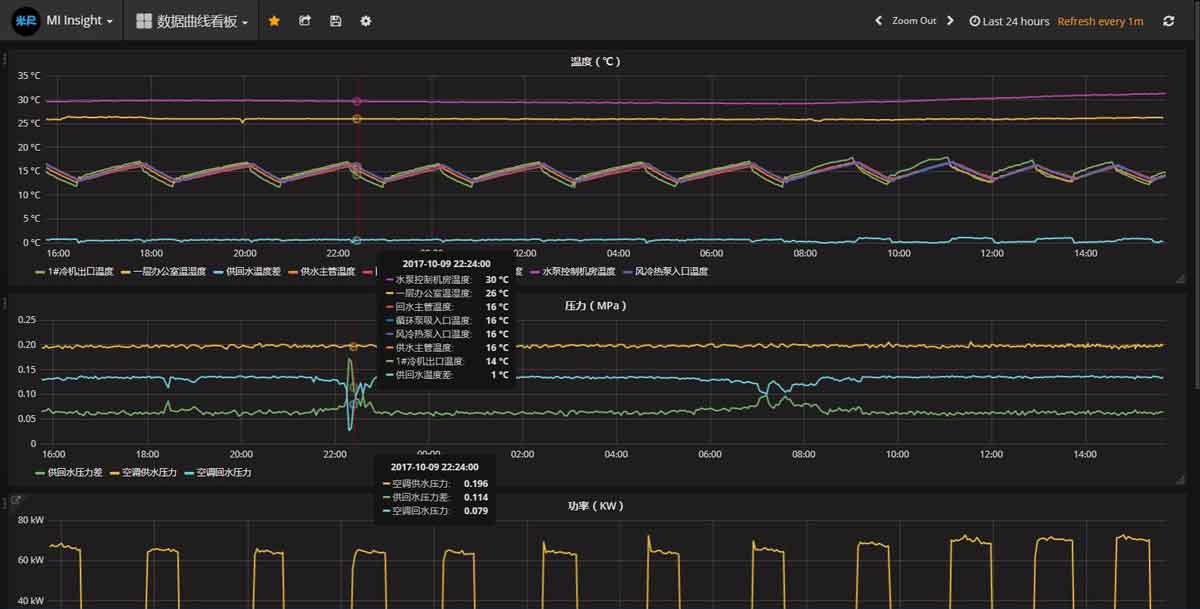 米尺 MI Insight 数据曲线看板 Zoom Out Last 24 hours Refresh every 1m
温度（℃）
35 °C
30 °C
25 °C
20 °C
15 °C
10 °C
5 °C
0 °C
16:00 18:00 20:00 22:00 02:00 04:00 06:00 08:00 10:00 12:00 14:00
1#冷机出口温度 一层办公室温湿度 供回水温度差 供水主管温度 度 水泵控制机房温度 风冷热泵入口温度
2017-10-09 22:24:00
水泵控制机房温度: 30 °C
一层办公室温湿度: 26 °C
回水主管温度: 16 °C
循环泵吸入口温度: 16 °C
风冷热泵入口温度: 16 °C
供水主管温度: 16 °C
1#冷机出口温度: 14 °C
供回水温度差: 1 °C
压力（MPa）
0.25
0.20
0.15
0.10
0.05
0
16:00 18:00 20:00 22:00 00:00 02:00 04:00 06:00 08:00 10:00 12:00 14:00
供回水压力差 空调供水压力 空调回水压力
2017-10-09 22:24:00
空调供水压力: 0.196
供回水压力差: 0.114
空调回水压力: 0.079
功率（KW）
80 kW
60 kW
40 kW